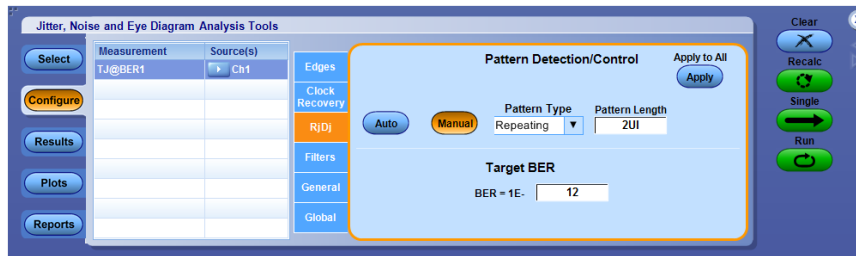 Jitter, Noise and Eye Diagram Analysis Tools
Clear
Select
Measurement Source(s)
TJ@BER1 Ch1
Edges
Pattern Detection/Control
Apply to All
Apply
Recalc
Configure
Clock
Recovery
Pattern Type
Pattern Length
Single
RjDj
Auto
Manual
Repeating
2UI
Results
Run
Filters
Target BER
Plots
General
BER = 1E- 12
Reports
Global